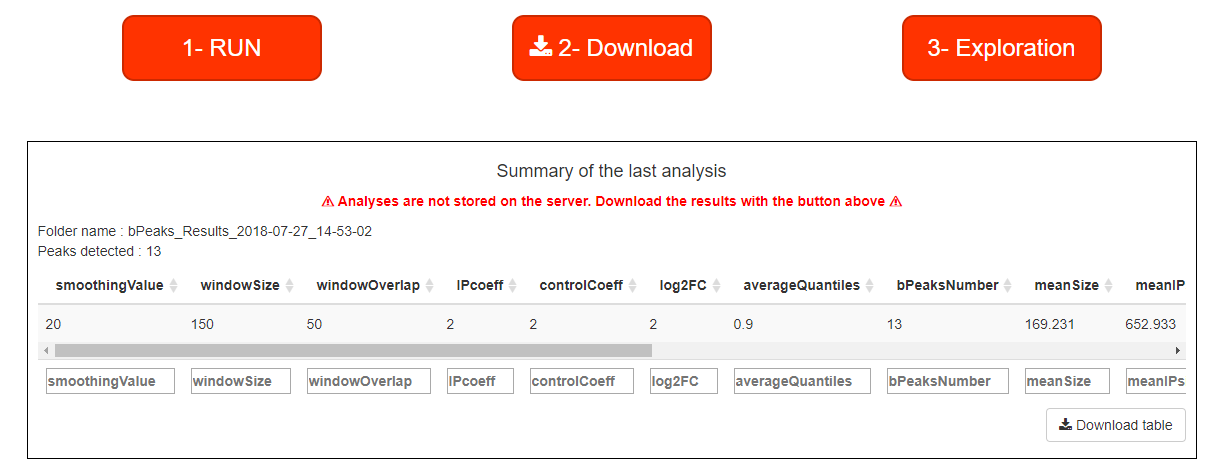 1- RUN
2- Download
3- Exploration
Summary of the last analysis
⚠ Analyses are not stored on the server. Download the results with the button above ⚠
Folder name : bPeaks_Results_2018-07-27_14-53-02
Peaks detected : 13
smoothingValue windowSize windowOverlap IPcoeff controlCoeff log2FC averageQuantiles bPeaksNumber meanSize meanIP
20 150 50 2 2 2 0.9 13 169.231 652.933
smoothingValue windowSize windowOverlap IPcoeff controlCoeff log2FC averageQuantiles bPeaksNumber meanSize meanIPs
Download table